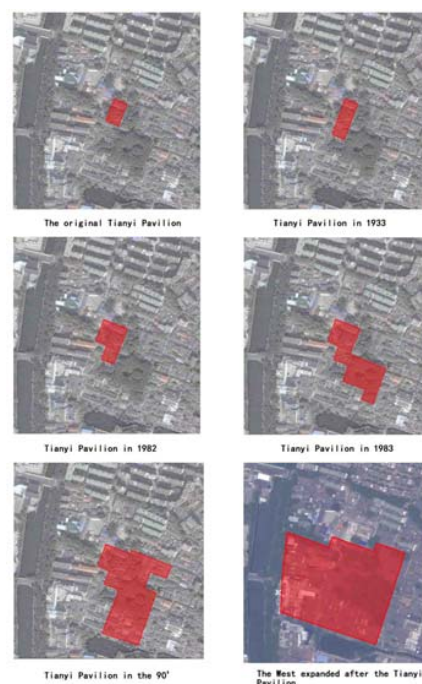 The original Tianyi Pavilion
Tianyi Pavilion in 1933
Tianyi Pavilion in 1982
Tianyi Pavilion in 1983
Tianyi Pavilion in the 90'
The West expanded after the Tianyi
Pavilion